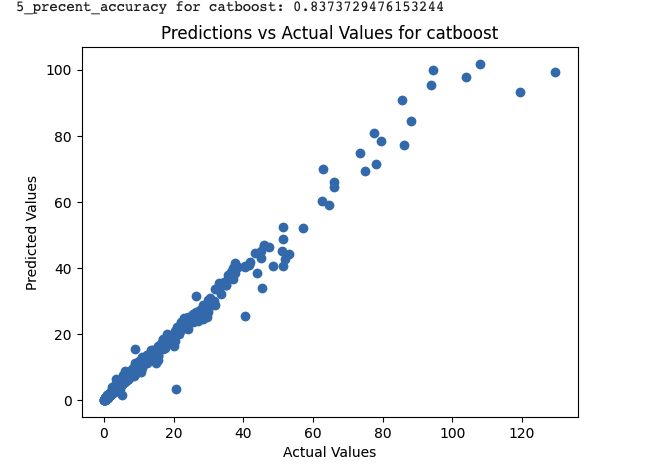 5_precent_accuracy for catboost: 0.8373729476153244
Predictions vs Actual Values for catboost
100
80
60
40
20
0
Predicted Values
0 20 40 60 80 100 120
Actual Values